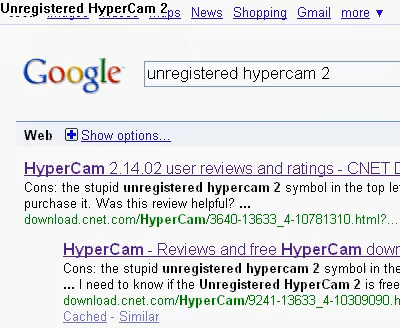 Unregistered HyperCam 2
News Shopping Gmail more ▼
Google
unregistered hypercam 2
Web Show options...
HyperCam 2.14.02 user reviews and ratings - CNET D
Cons: the stupid unregistered hypercam 2 symbol in the top le
purchase it. Was this review helpful? ...
download.cnet.com/HyperCam/3640-13633_4-10781310.html?...
HyperCam - Reviews and free HyperCam down
Cons: the stupid unregistered hypercam 2 symbol in the
... I need to know if the Unregistered HyperCam 2 is free
download.cnet.com/HyperCam/9241-13633_4-10309090.h
Cached - Similar